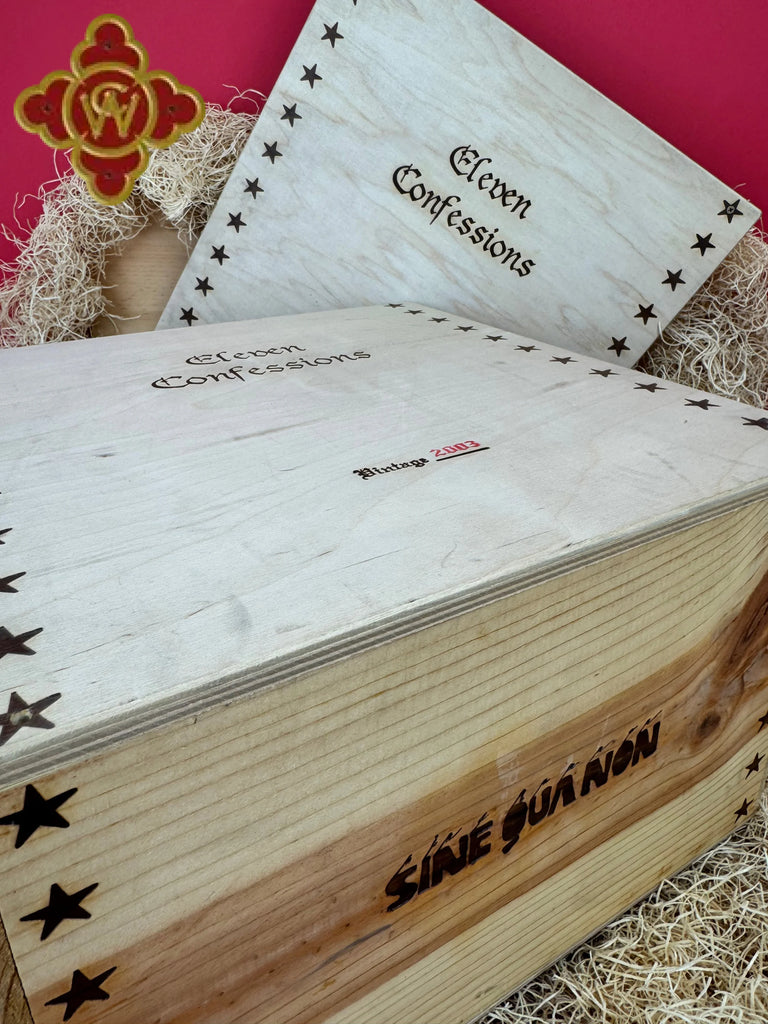 Eleven
Confessions
Eleven
Confessions
Vintage 2003
SINE QUA NON